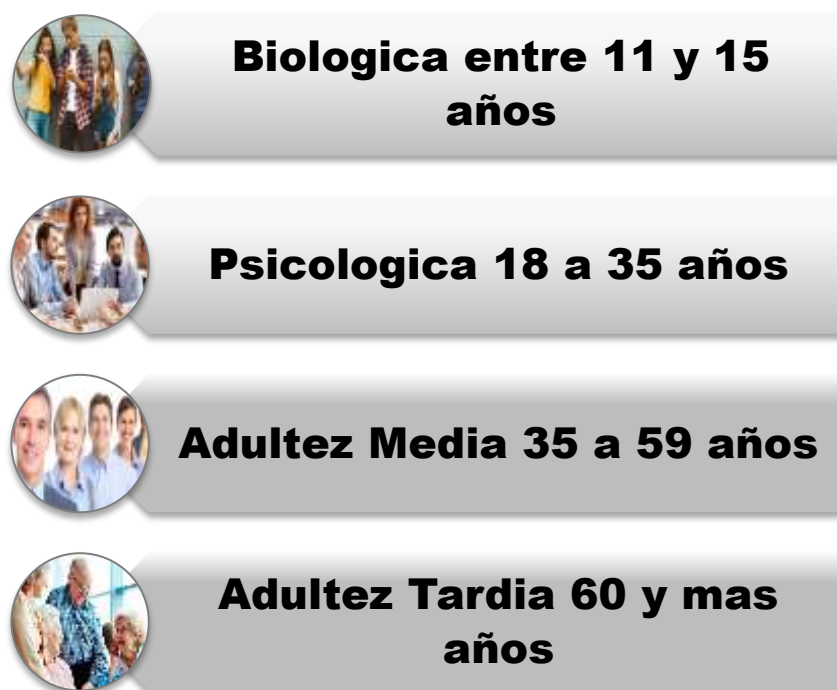 Biologica entre 11 y 15
años
Psicologica 18 a 35 años
Adultez Media 35 a 59 años
Adultez Tardia 60 y mas
años